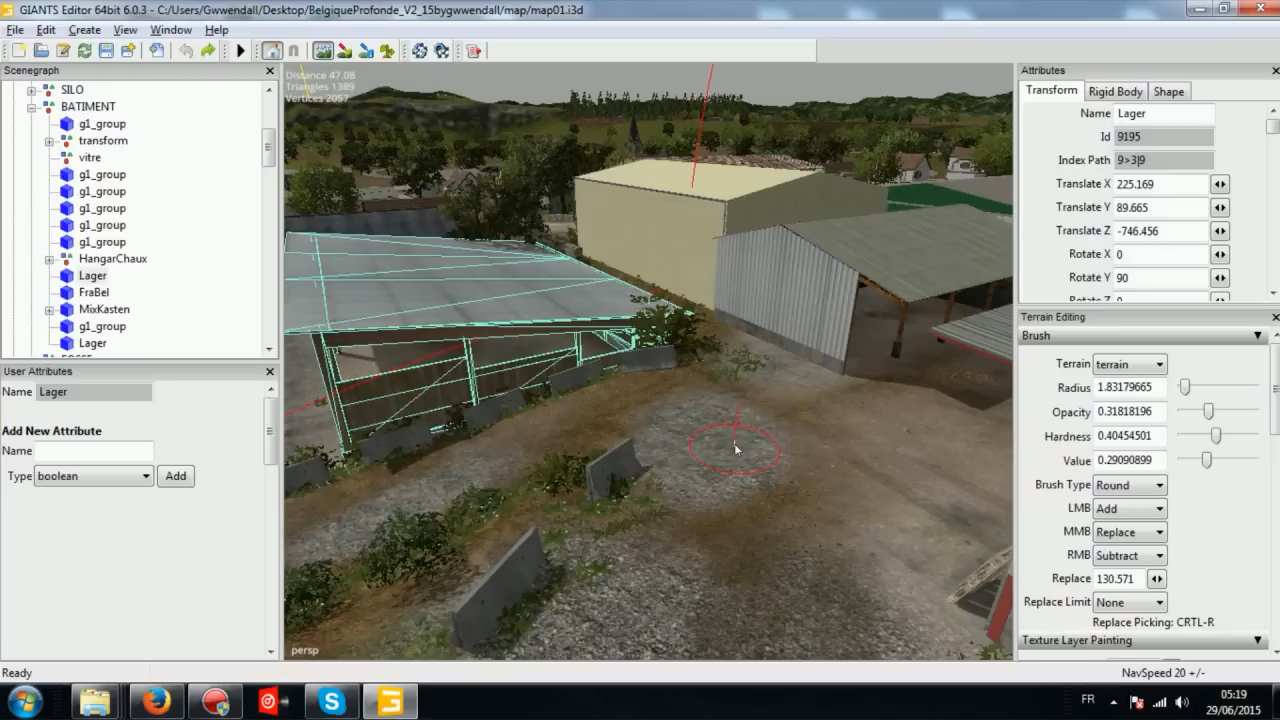 GIANTS Editor 64bit 6.0.3 - C:/Users/Gwwendall/Desktop/BelgiqueProfonde_V2_15bygwwendall/map/map01.i3d
File Edit Create View Window Help
Scenegraph
SILO
BATIMENT
g1_group
transform
vitre
g1_group
g1_group
g1_group
g1_group
g1_group
HangarChaux
Lager
FraBel
MixKasten
g1_group
Lager
User Attributes
Name Lager
Add New Attribute
Name
Type boolean Add
Distance 47.08
Triangles 1389
Vertices 2057
persp
Attributes
Transform Rigid Body Shape
Name Lager
Id 9195
Index Path 9>3|9
Translate X 225.169
Translate Y 89.665
Translate Z -746.456
Rotate X 0
Rotate Y 90
Rotate Z 0
Terrain Editing
Brush
Terrain terrain
Radius 1.83179665
Opacity 0.31818196
Hardness 0.40454501
Value 0.29090899
Brush Type Round
LMB Add
MMB Replace
RMB Subtract
Replace 130.571
Replace Limit None
Replace Picking: CRTL-R
Texture Layer Painting
Ready
NavSpeed 20 +/-
FR
05:19
29/06/2015